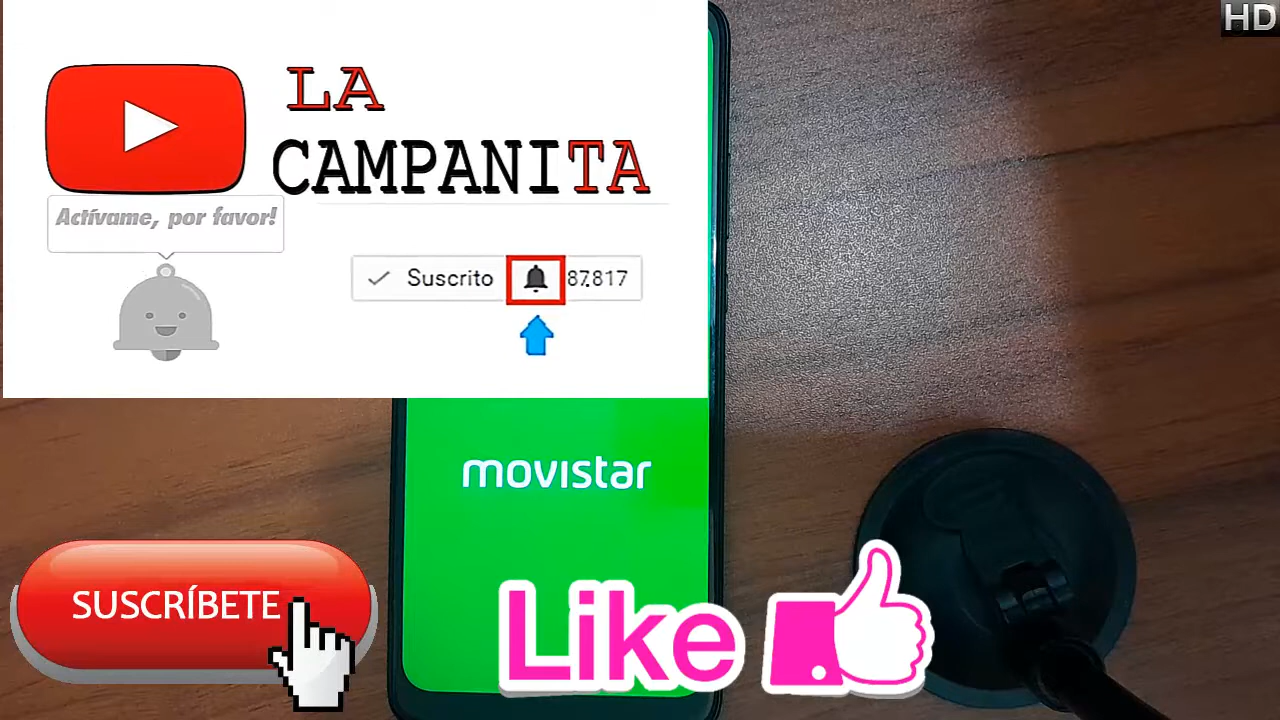 HD
LA
CAMPANITA
Actívame, por favor!
Suscrito 87.817
movistar
SUSCRÍBETE
Like